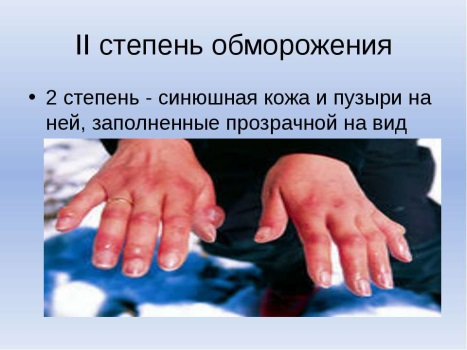 II степень обморожения
• 2 степень - синюшная кожа и пузыри на
ней, заполненные прозрачной на вид